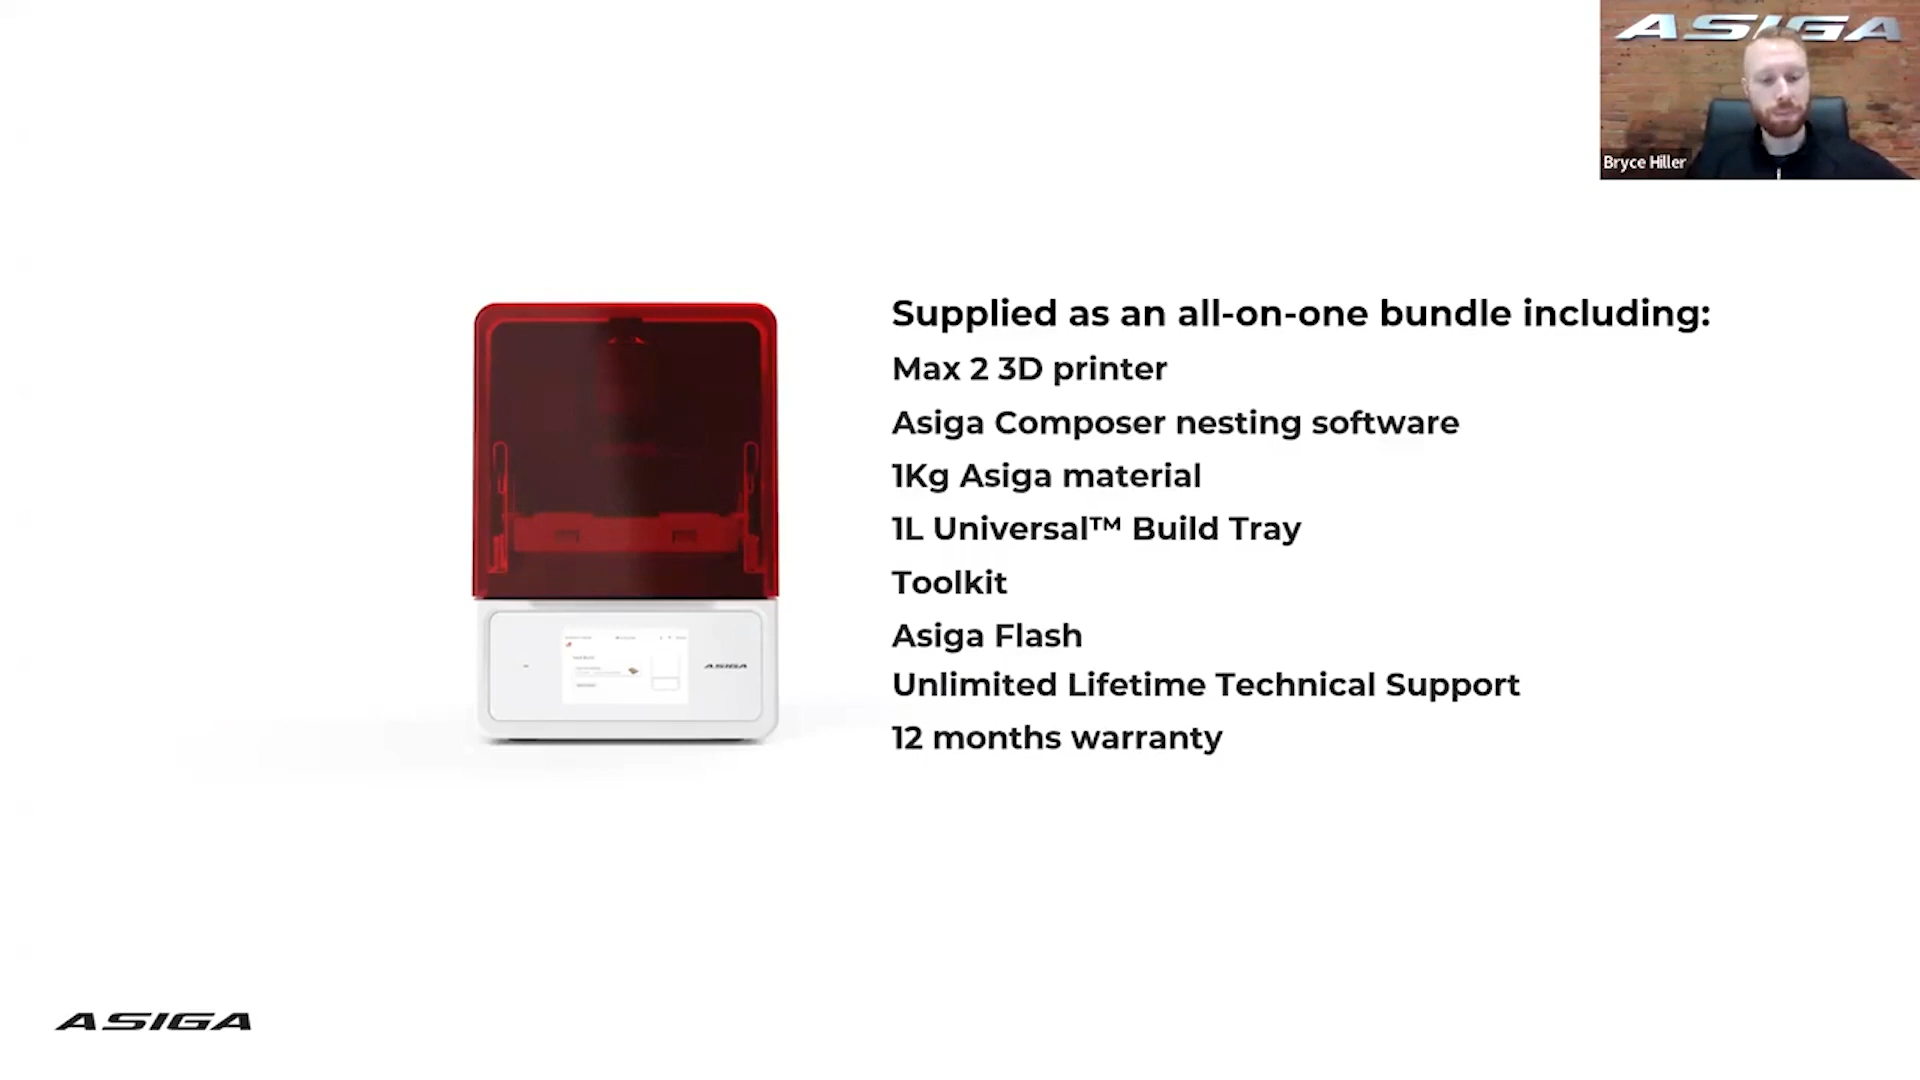 ASIGA
Bryce Hiller
Supplied as an all-on-one bundle including:
Max 2 3D printer
Asiga Composer nesting software
1Kg Asiga material
1L Universal™ Build Tray
Toolkit
Asiga Flash
Unlimited Lifetime Technical Support
12 months warranty
ASIGA
ASIGA